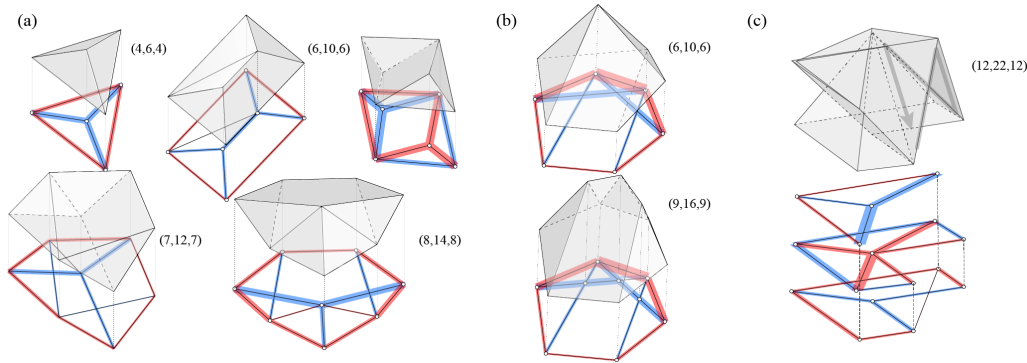 (a)
(b)
(c)
(4,6,4)
(6,10,6)
(6,10,6)
(12,22,12)
(7,12,7)
(8,14,8)
(9,16,9)